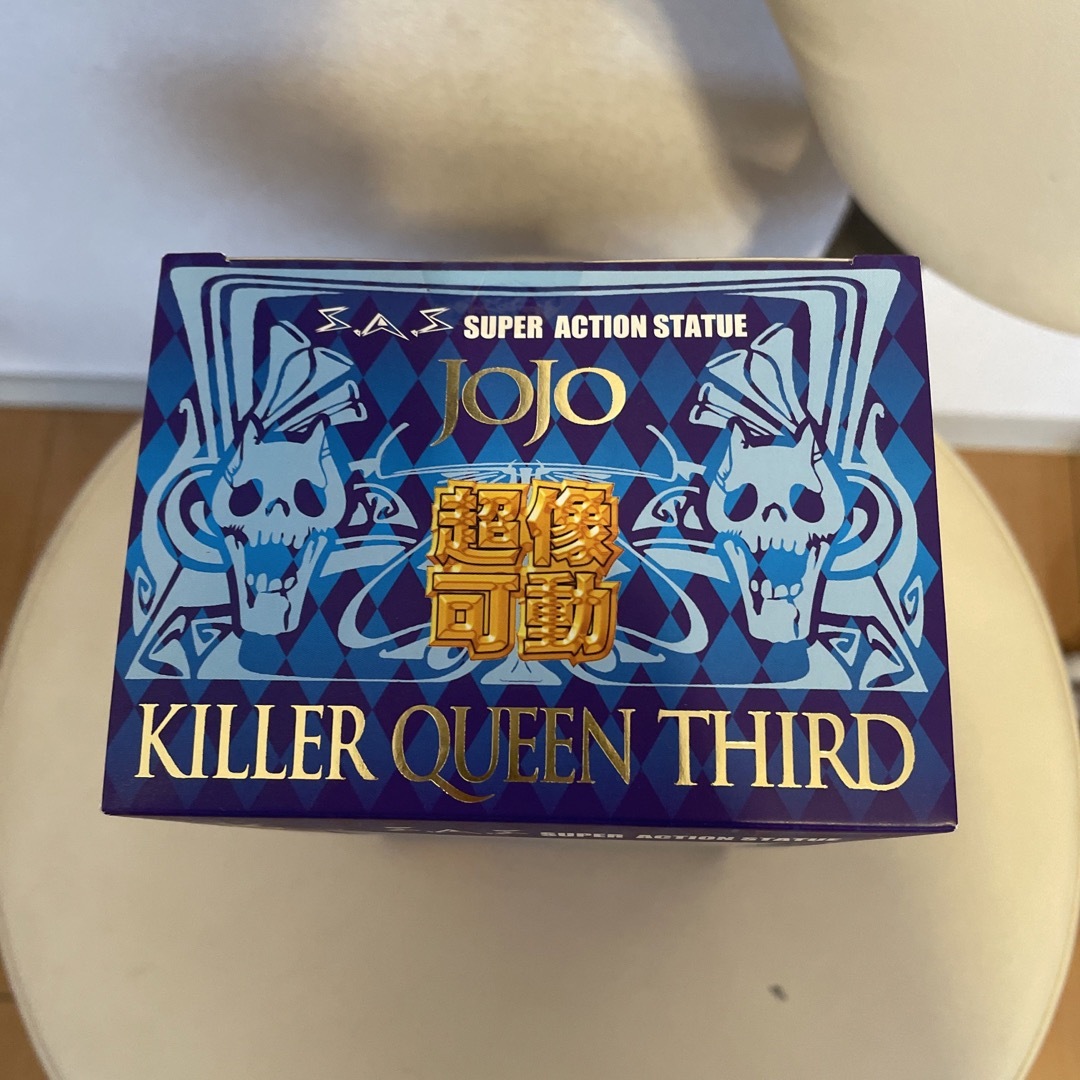 S.A.S SUPER ACTION STATUE
JOJO
超像
可動
KILLER QUEEN THIRD
S.A.S SUPER ACTION STATUE